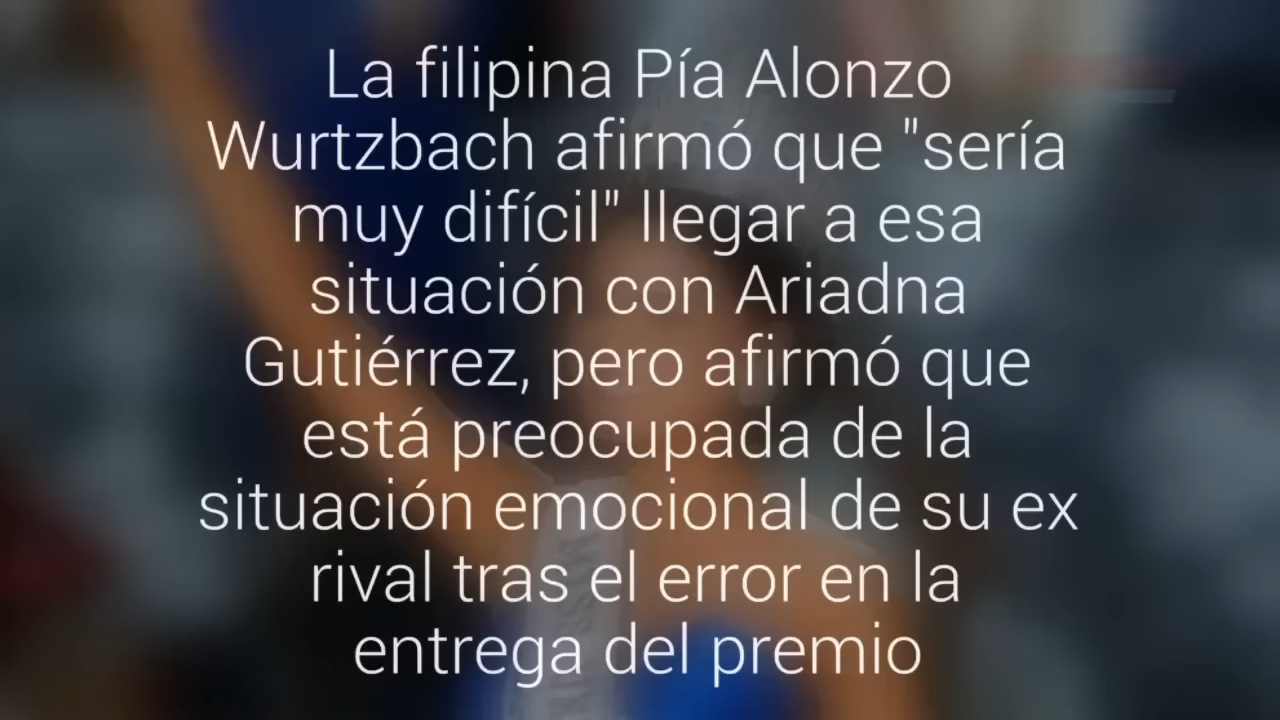 La filipina Pía Alonzo
Wurtzbach afirmó que "sería
muy difícil" llegar a esa
situación con Ariadna
Gutiérrez, pero afirmó que
está preocupada de la
situación emocional de su ex
rival tras el error en la
entrega del premio